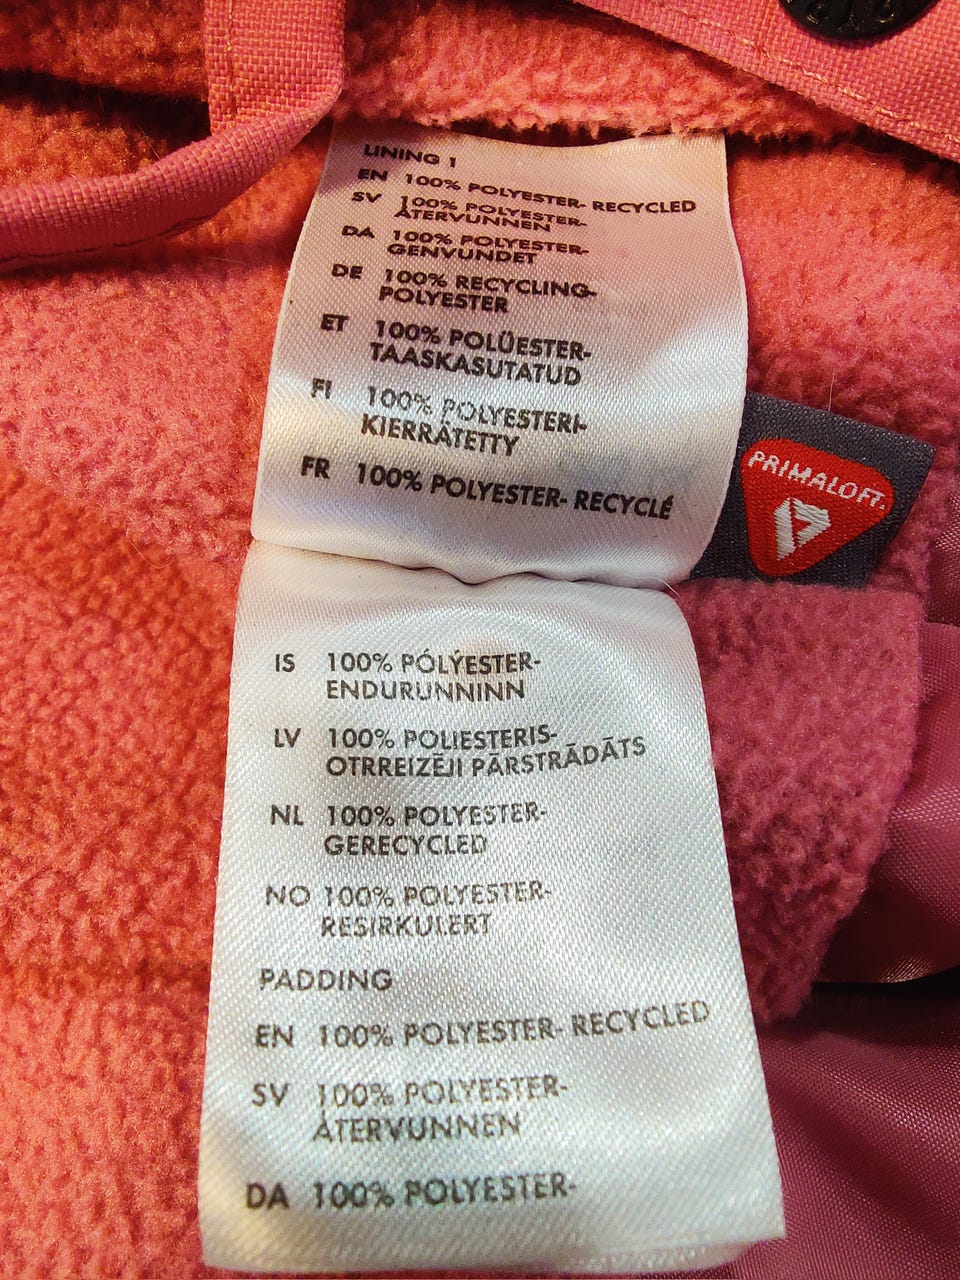 LINING 1
EN 100% POLYESTER- RECYCLED
SV 100% POLYESTER-
ÅTERVUNNEN
DA 100% POLYESTER-
GENVUNDET
DE 100% RECYCLING-
POLYESTER
ET 100% POLÜESTER-
TAASKASUTATUD
FI 100% POLYESTERI-
KIERRÄTETTY
FR 100% POLYESTER- RECYCLÉ
PRIMALOFT
IS 100% PÓLÝESTER-
ENDURUNNINN
LV 100% POLIESTERIS-
OTRREIZĒJI PĀRSTRĀDĀTS
NL 100% POLYESTER-
GERECYCLED
NO 100% POLYESTER-
RESIRKULERT
PADDING
EN 100% POLYESTER- RECYCLED
SV 100% POLYESTER-
ÅTERVUNNEN
DA 100% POLYESTER-